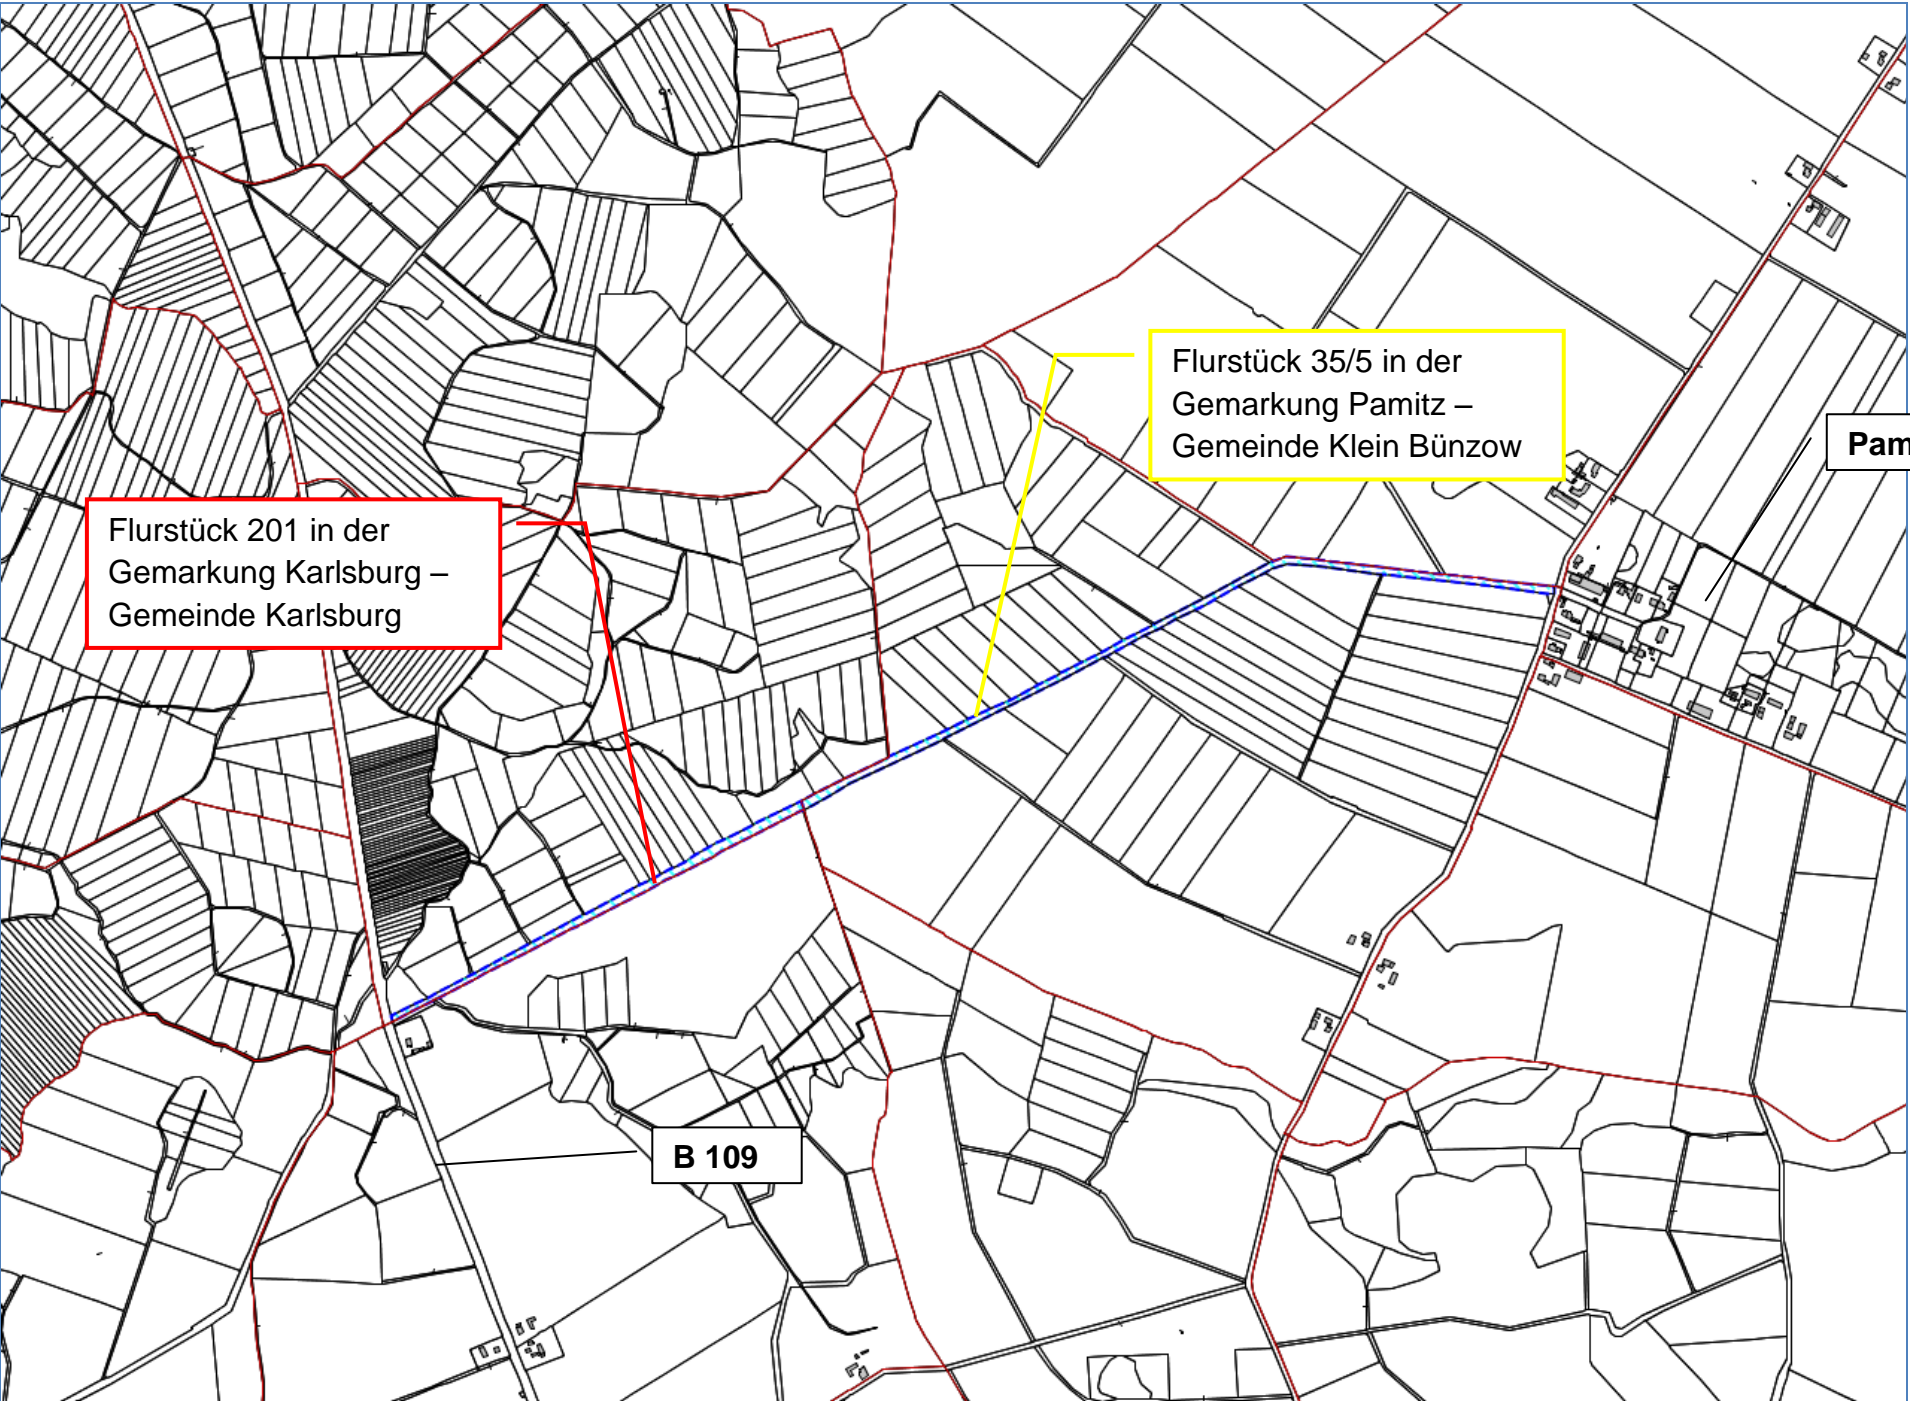 Flurstück 35/5 in der
Gemarkung Pamitz –
Gemeinde Klein Bünzow
Pam
Flurstück 201 in der
Gemarkung Karlsburg –
Gemeinde Karlsburg
B 109